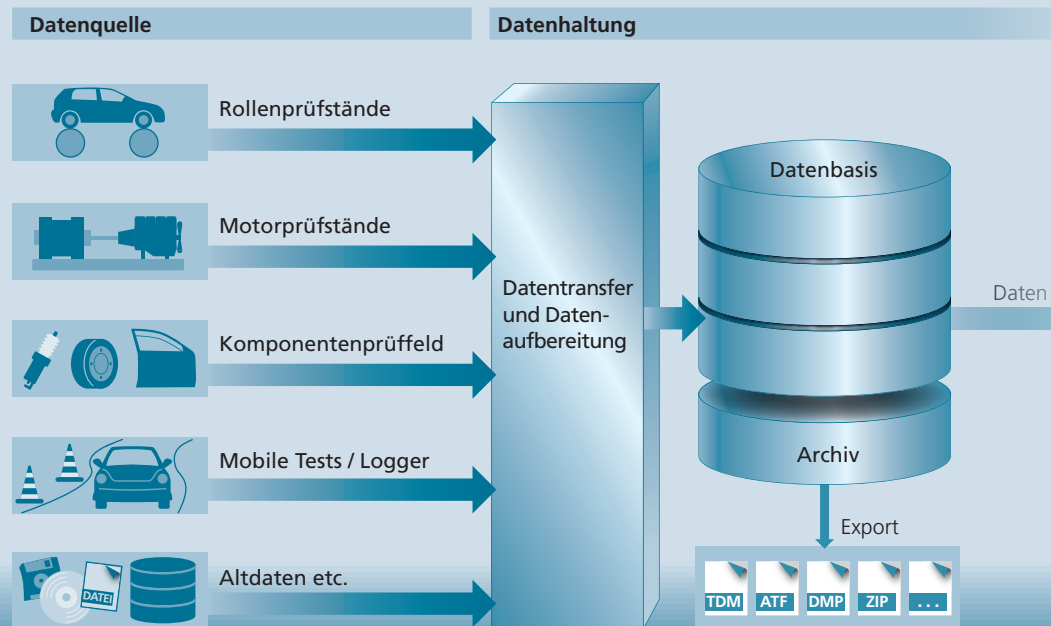 Datenquelle
Datenhaltung
Rollenprüfstände
Motorprüfstände
Komponentenprüffeld
Mobile Tests / Logger
Altdaten etc.
DATEI
Datentransfer
und Daten-
aufbereitung
Datenbasis
Archiv
Daten
Export
TDM
ATF
DMP
ZIP
. . .